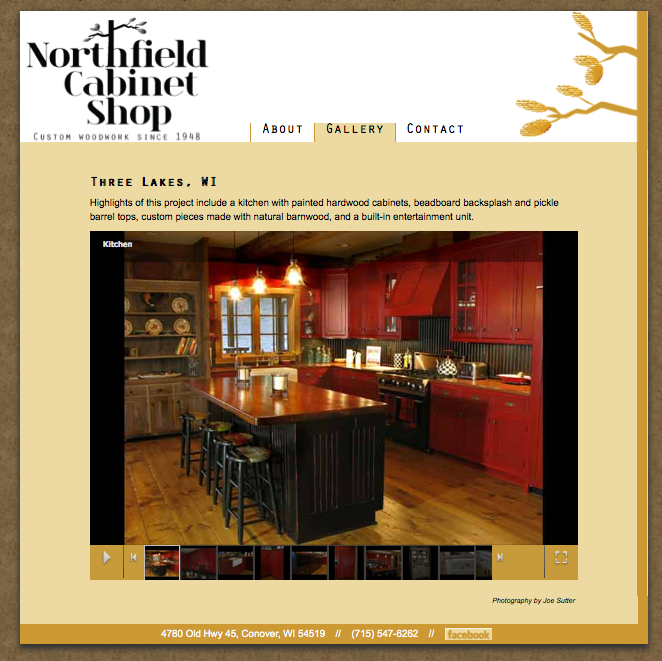 Northfield
Cabinet
Shop
Custom woodwork since 1948
About Gallery Contact
Three Lakes, WI
Highlights of this project include a kitchen with painted hardwood cabinets, beadboard backsplash and pickle
barrel tops, custom pieces made with natural barnwood, and a built-in entertainment unit.
Kitchen
Photography by Joe Sutter
4780 Old Hwy 45, Conover, WI 54519 // (715) 547-6262 // facebook